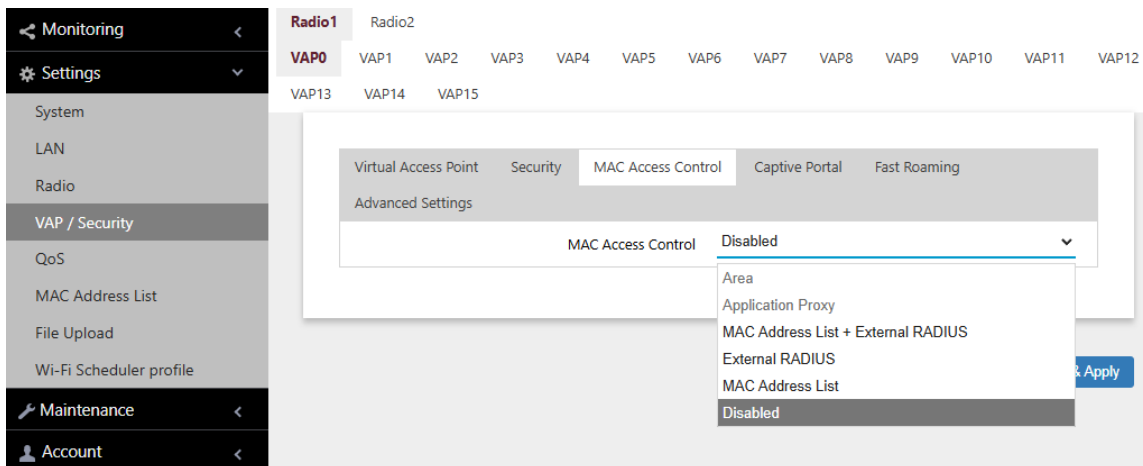 Monitoring
Settings
System
LAN
Radio
VAP / Security
QoS
MAC Address List
File Upload
Wi-Fi Scheduler profile
Maintenance
Account
Radio1 Radio2
VAP0 VAP1 VAP2 VAP3 VAP4 VAP5 VAP6 VAP7 VAP8 VAP9 VAP10 VAP11 VAP12
VAP13 VAP14 VAP15
Virtual Access Point Security MAC Access Control Captive Portal Fast Roaming
Advanced Settings
MAC Access Control Disabled
Area
Application Proxy
MAC Address List + External RADIUS
External RADIUS
MAC Address List
Disabled
& Apply